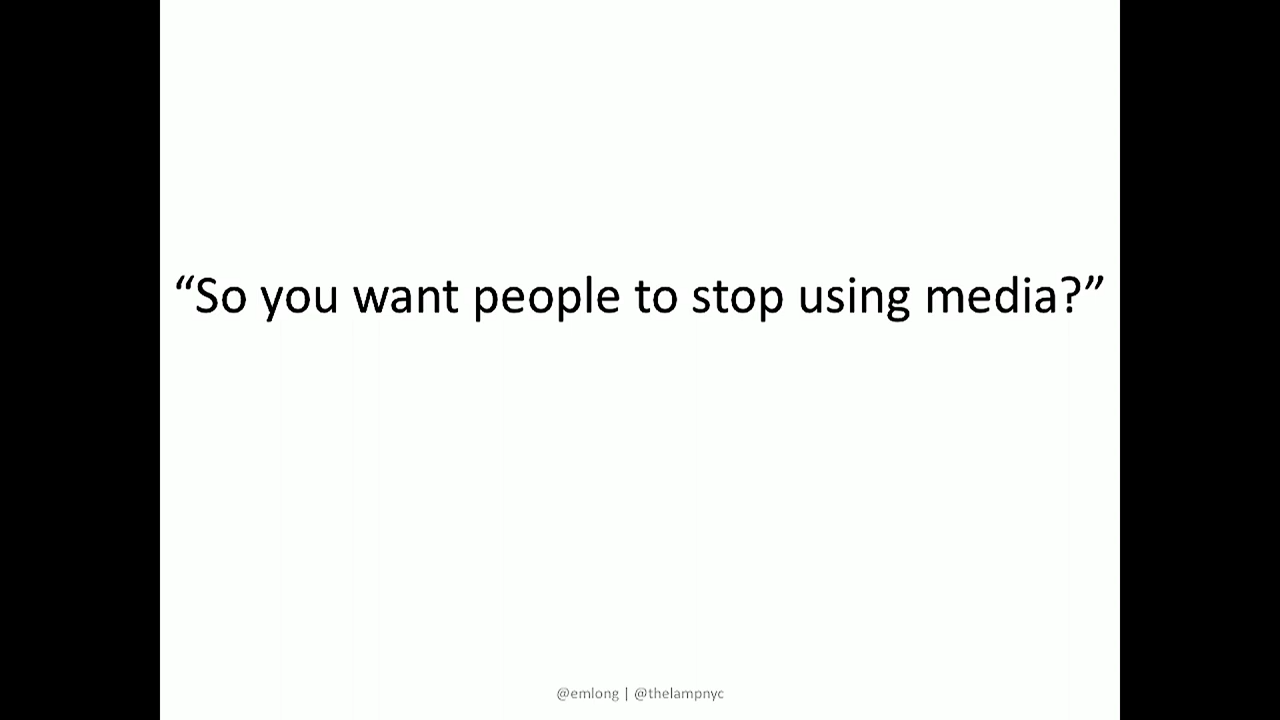 “So you want people to stop using media?”
@emlong | @thelampnyc